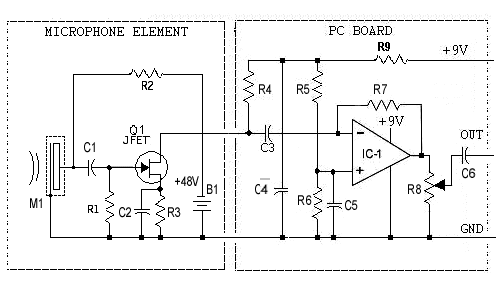 MICROPHONE ELEMENT
PC BOARD
R9
+9V
R2
R4
R5
R7
Q1
JFET
+9V
C1
C3
IC-1
OUT
M1
+48V
B1
C4
C6
R1
C2
R3
R6
C5
R8
GND